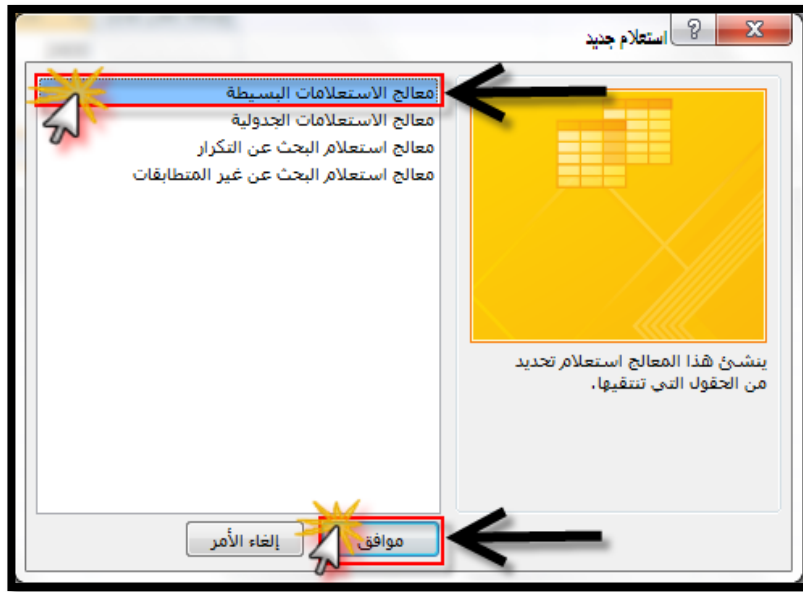 استعلام جديد
معالج الاستعلامات البسيطة
معالج الاستعلامات الجدولية
معالج استعلام البحث عن التكرار
معالج استعلام البحث عن غير المتطابقات
ينشئ هذا المعالج استعلام تحديد
من الحقول التي تنتقيها.
موافق
إلغاء الأمر